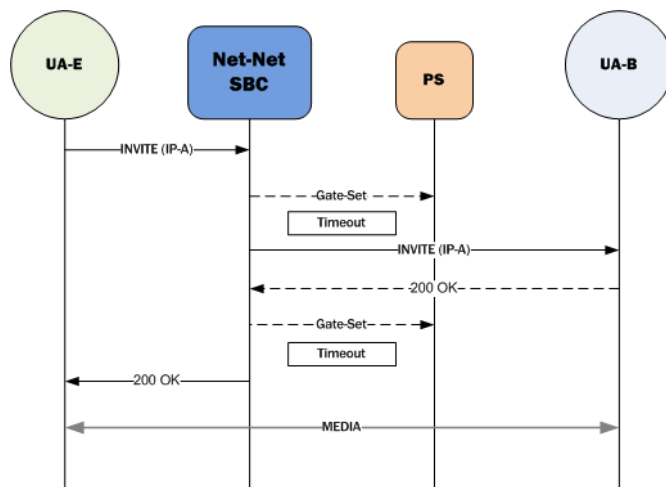 UA-E
Net-Net
SBC
PS
UA-B
INVITE (IP-A)
Gate-Set
Timeout
INVITE (IP-A)
200 OK
Gate-Set
Timeout
200 OK
MEDIA